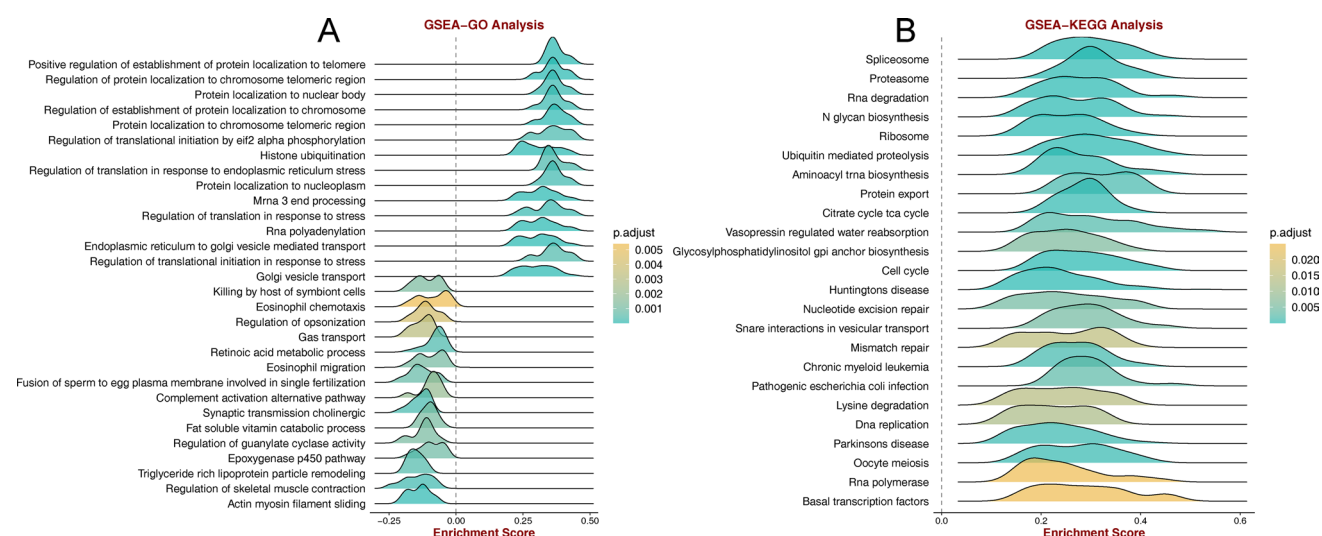 A
GSEA−GO Analysis
Positive regulation of establishment of protein localization to telomere
Regulation of protein localization to chromosome telomeric region
Protein localization to nuclear body
Regulation of establishment of protein localization to chromosome
Protein localization to chromosome telomeric region
Regulation of translational initiation by eif2 alpha phosphorylation
Histone ubiquitination
Regulation of translation in response to endoplasmic reticulum stress
Protein localization to nucleoplasm
Mrna 3 end processing
Regulation of translation in response to stress
Rna polyadenylation
Endoplasmic reticulum to golgi vesicle mediated transport
Regulation of translational initiation in response to stress
Golgi vesicle transport
Killing by host of symbiont cells
Eosinophil chemotaxis
Regulation of opsonization
Gas transport
Retinoic acid metabolic process
Eosinophil migration
Fusion of sperm to egg plasma membrane involved in single fertilization
Complement activation alternative pathway
Synaptic transmission cholinergic
Fat soluble vitamin catabolic process
Regulation of guanylate cyclase activity
Epoxygenase p450 pathway
Triglyceride rich lipoprotein particle remodeling
Regulation of skeletal muscle contraction
Actin myosin filament sliding
−0.25 0.00 0.25 0.50
Enrichment Score
p.adjust
0.005
0.004
0.003
0.002
0.001
B
GSEA−KEGG Analysis
Spliceosome
Proteasome
Rna degradation
N glycan biosynthesis
Ribosome
Ubiquitin mediated proteolysis
Aminoacyl trna biosynthesis
Protein export
Citrate cycle tca cycle
Vasopressin regulated water reabsorption
Glycosylphosphatidylinositol gpi anchor biosynthesis
Cell cycle
Huntingtons disease
Nucleotide excision repair
Snare interactions in vesicular transport
Mismatch repair
Chronic myeloid leukemia
Pathogenic escherichia coli infection
Lysine degradation
Dna replication
Parkinsons disease
Oocyte meiosis
Rna polymerase
Basal transcription factors
0.0 0.2 0.4 0.6
Enrichment Score
p.adjust
0.020
0.015
0.010
0.005